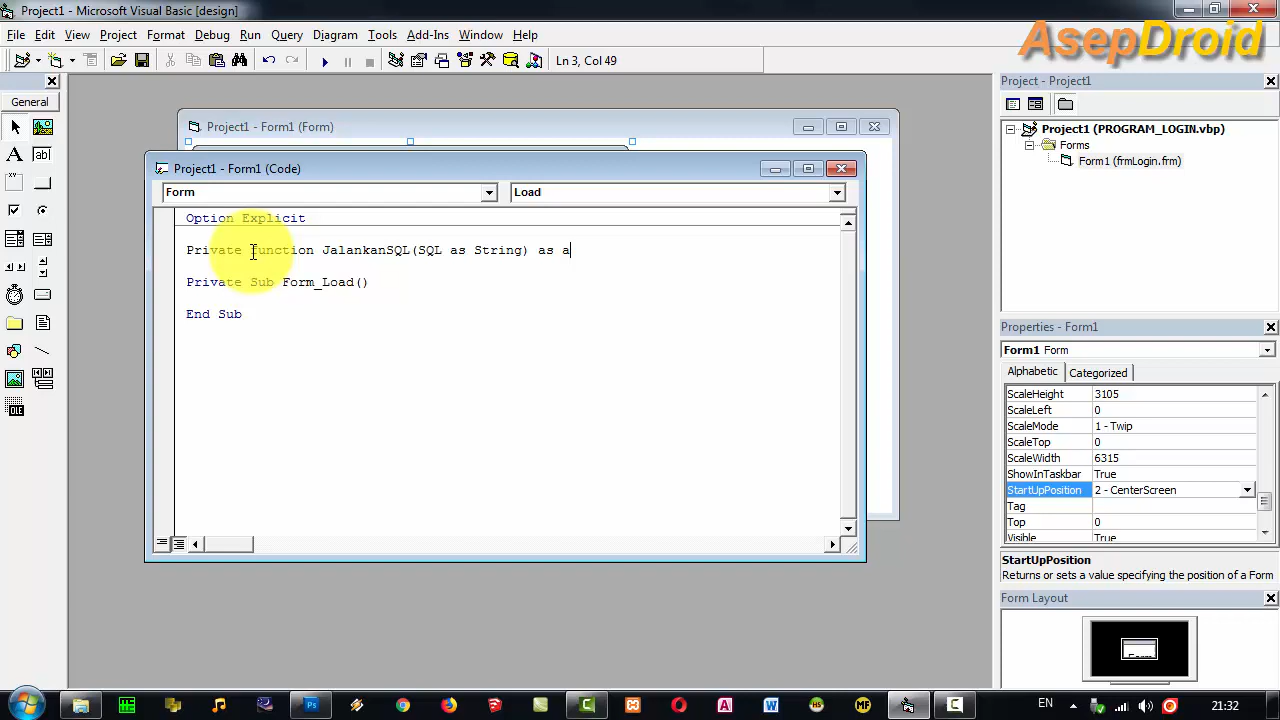 Project1 - Microsoft Visual Basic [design]
File Edit View Project Format Debug Run Query Diagram Tools Add-Ins Window Help
AsepDroid
Ln 3, Col 49
General
Project1 - Form1 (Form)
Project1 - Form1 (Code)
Form
Load
Option Explicit
Private function JalankanSQL(SQL as String) as a
Private Sub Form_Load()
End Sub
Project - Project1
Project1 (PROGRAM_LOGIN.vbp)
Forms
Form1 (frmLogin.frm)
Properties - Form1
Form1 Form
Alphabetic Categorized
ScaleHeight 3105
ScaleLeft 0
ScaleMode 1 - Twip
ScaleTop 0
ScaleWidth 6315
ShowInTaskbar True
StartUpPosition 2 - CenterScreen
Tag
Top 0
Visible True
StartUpPosition
Returns or sets a value specifying the position of a Form
Form Layout
EN
21:32